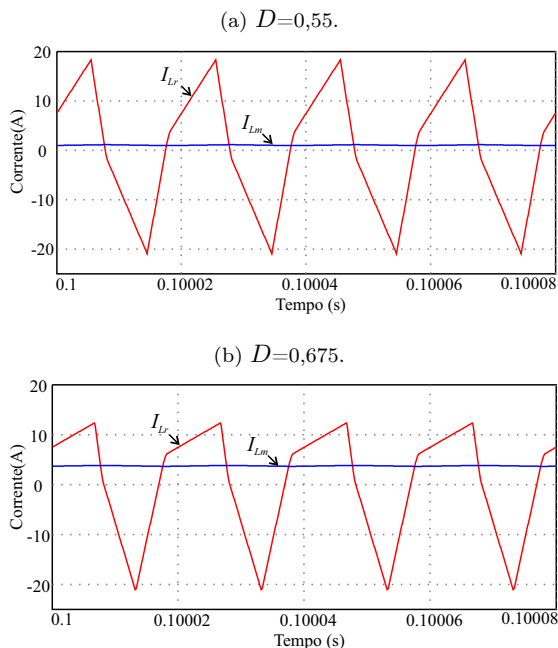 (a) D=0,55.
20
10
0
-10
-20
Corrente(A)
I_Lr
I_Lm
0.1
0.10002
0.10004
0.10006
0.10008
Tempo (s)
(b) D=0,675.
20
10
0
-10
-20
Corrente(A)
I_Lr
I_Lm
0.1
0.10002
0.10004
0.10006
0.10008
Tempo (s)